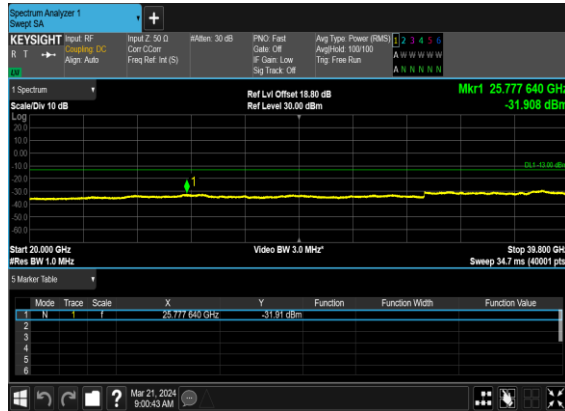 Spectrum Analyzer 1
Swept SA
+
KEYSIGHT Input: RF Input Z: 50 Ω #Atten: 30 dB PNO: Fast Avg Type: Power (RMS) 1 2 3 4 5 6
R T Coupling: DC Corr CCorr Gate: Off Avg|Hold: 100/100 A W W W W W
Align: Auto Freq Ref: Int (S) IF Gain: Low Trig: Free Run
LW Sig Track: Off A N N N N N
1 Spectrum
Ref Lvl Offset 18.80 dB Mkr1 25.777 640 GHz
Scale/Div 10 dB Ref Level 30.00 dBm -31.908 dBm
Log
20.0
10.0
0.00
-10.0
DL1 -13.00 dBm
-20.0
1
-30.0
-40.0
-50.0
-60.0
Start 20.000 GHz Video BW 3.0 MHz* Stop 39.800 GHz
#Res BW 1.0 MHz Sweep 34.7 ms (40001 pts)
5 Marker Table
Mode Trace Scale X Y Function Function Width Function Value
1 N 1 f 25.777 640 GHz -31.91 dBm
2
3
4
5
6
? Mar 21, 2024
9:00:43 AM